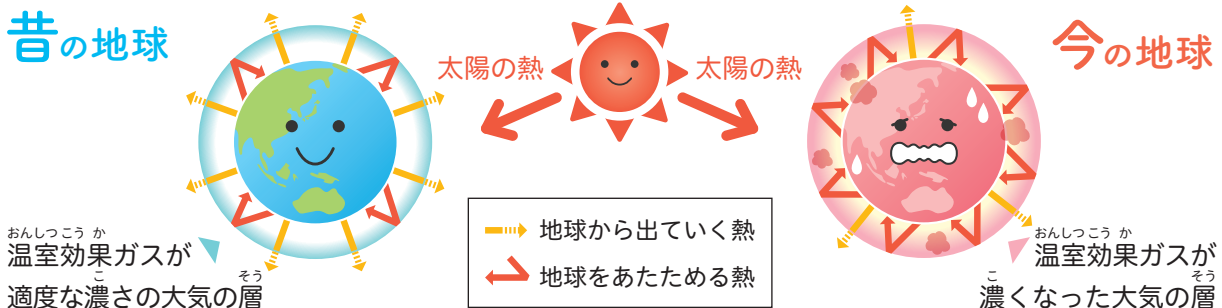 昔の地球
太陽の熱
太陽の熱
今の地球
おんしつこうか
温室効果ガスが
こ そう
適度な濃さの大気の層
地球から出ていく熱
地球をあたためる熱
おんしつこうか
温室効果ガスが
こ そう
濃くなった大気の層